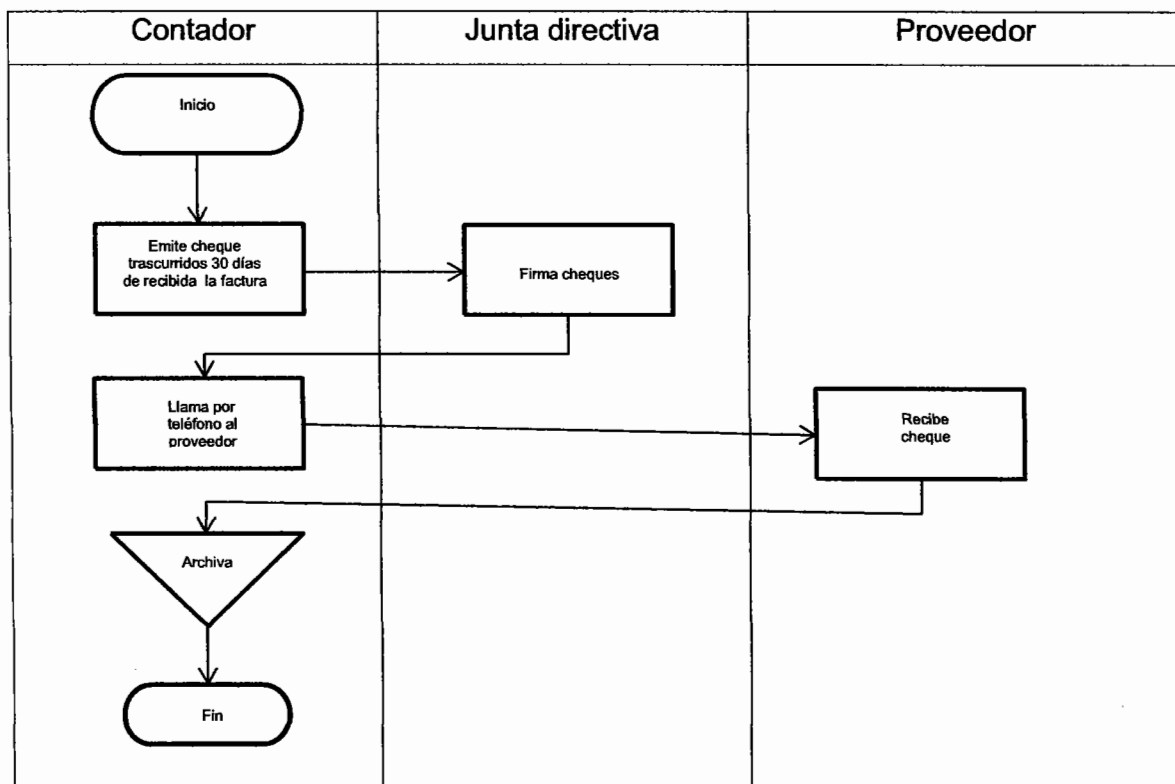 Contador
Junta directiva
Proveedor
Inicio
Emite cheque
trascurridos 30 días
de recibida la factura
Firma cheques
Llama por
teléfono al
proveedor
Recibe
cheque
Archiva
Fin